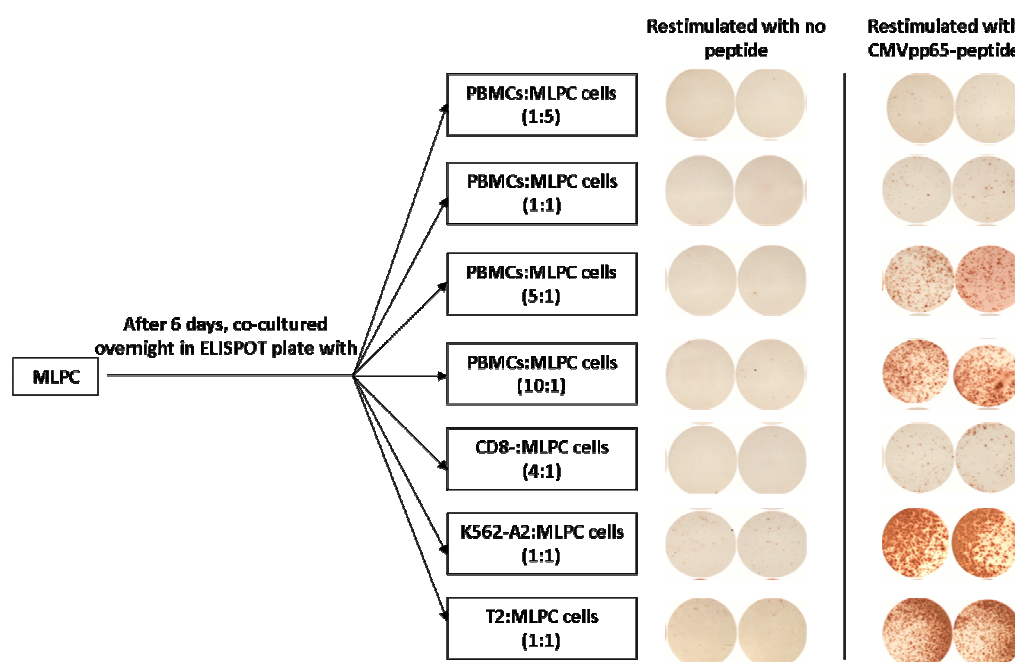 Restimulated with no
peptide
Restimulated with
CMVpp65-peptide
PBMCs:MLPC cells
(1:5)
PBMCs:MLPC cells
(1:1)
PBMCs:MLPC cells
(5:1)
After 6 days, co-cultured
overnight in ELISPOT plate with
MLPC
PBMCs:MLPC cells
(10:1)
CD8-:MLPC cells
(4:1)
K562-A2:MLPC cells
(1:1)
T2:MLPC cells
(1:1)